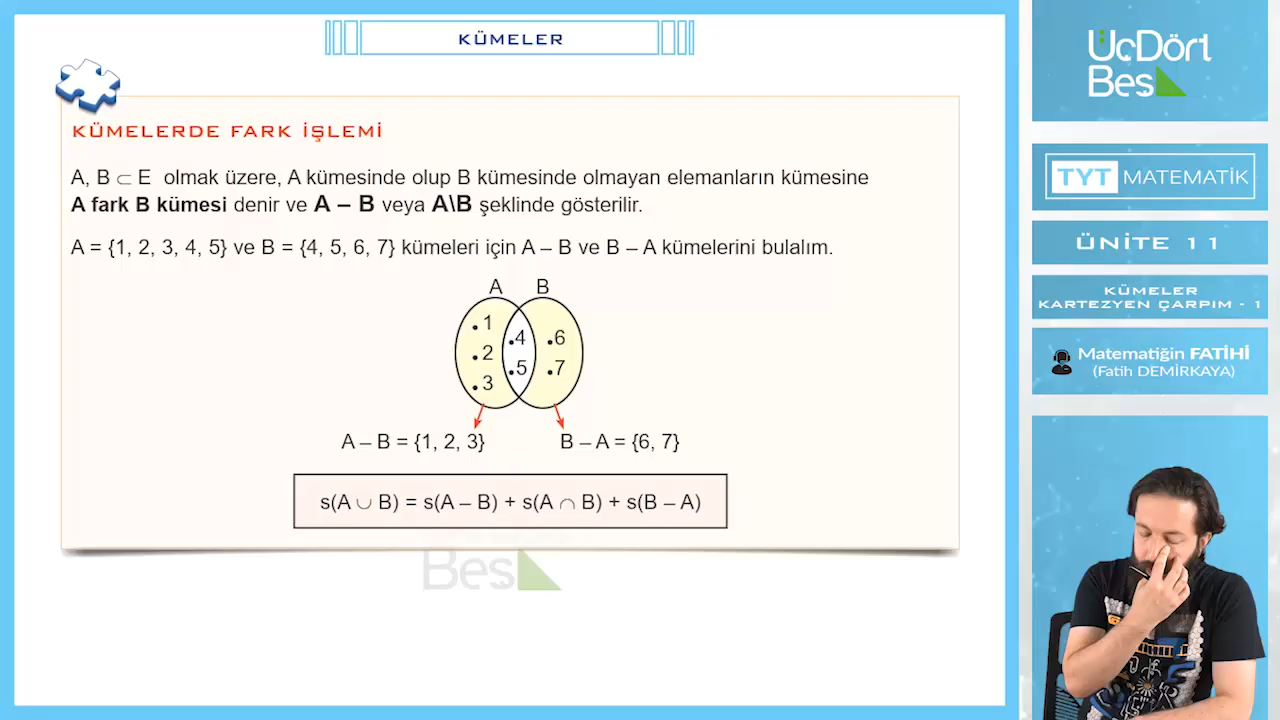 KÜMELER
KÜMELERDE FARK İŞLEMİ
A, B ⊂ E olmak üzere, A kümesinde olup B kümesinde olmayan elemanların kümesine
A fark B kümesi denir ve A – B veya A\B şeklinde gösterilir.
A = {1, 2, 3, 4, 5} ve B = {4, 5, 6, 7} kümeleri için A – B ve B – A kümelerini bulalım.
A B
1
2
3
4
5
6
7
A – B = {1, 2, 3}
B – A = {6, 7}
s(A ∪ B) = s(A – B) + s(A ∩ B) + s(B – A)
Beş
ÜçDört
Beş
TYT MATEMATİK
ÜNİTE 11
KÜMELER
KARTEZYEN ÇARPIM - 1
Matematiğin FATİHİ
(Fatih DEMİRKAYA)